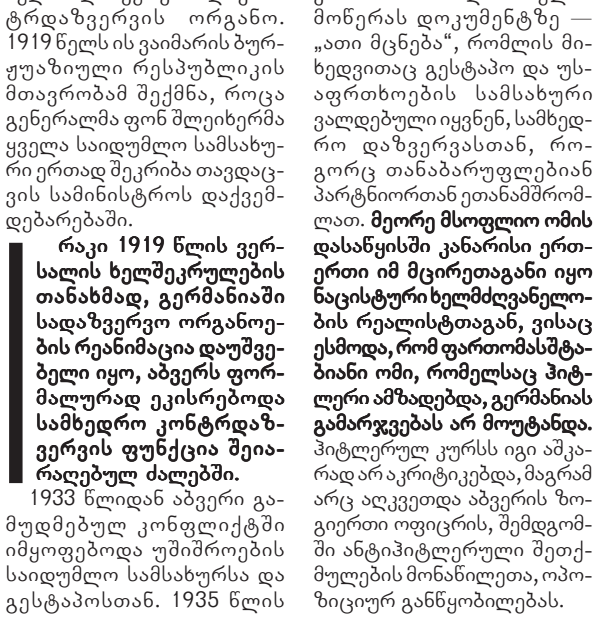 ტრდაზვერვის ორგანო.
1919 წელს ის ვაიმარის ბურ-
ჟუაზიული რესპუბლიკის
მთავრობამ შექმნა, როცა
გენერალმა ფონ შლეიხერმა
ყველა საიდუმლო სამსახუ-
რი ერთად შეკრიბა თავდაც-
ვის სამინისტროს დაქვემ-
დებარებაში.
რაკი 1919 წლის ვერ-
სალის ხელშეკრულების
თანახმად, გერმანიაში
სადაზვერვო ორგანოე-
ბის რეანიმაცია დაუშვე-
ბელი იყო, აბვერს ფორ-
მალურად ეკისრებოდა
სამხედრო კონტრდაზ-
ვერვის ფუნქცია შეია-
რაღებულ ძალებში.
1933 წლიდან აბვერი გა-
მუდმებულ კონფლიქტში
იმყოფებოდა უშიშროების
საიდუმლო სამსახურსა და
გესტაპოსთან. 1935 წლის
მოწერას დოკუმენტზე —
„ათი მცნება“, რომლის მი-
ხედვითაც გესტაპო და უს-
აფრთხოების სამსახური
ვალდებული იყვნენ, სამხედ-
რო დაზვერვასთან, რო-
გორც თანაბარუფლებიან
პარტნიორთან ეთანამშრომ-
ლათ. მეორე მსოფლიო ომის
დასაწყისში კანარისი ერთ-
ერთი იმ მცირეთაგანი იყო
ნაცისტური ხელმძღვანელო-
ბის რეალისტთაგან, ვისაც
ესმოდა, რომ ფართომასშტა-
ბიანი ომი, რომელსაც ჰიტ-
ლერი ამზადებდა, გერმანიას
გამარჯვებას არ მოუტანდა.
ჰიტლერულ კურსს იგი აშკა-
რად არ აკრიტიკებდა, მაგრამ
არც აღკვეთდა აბვერის ზო-
გიერთი ოფიცრის, შემდგომ-
ში ანტიჰიტლერული შეთქ-
მულების მონაწილეთა, ოპო-
ზიციურ განწყობილებას.